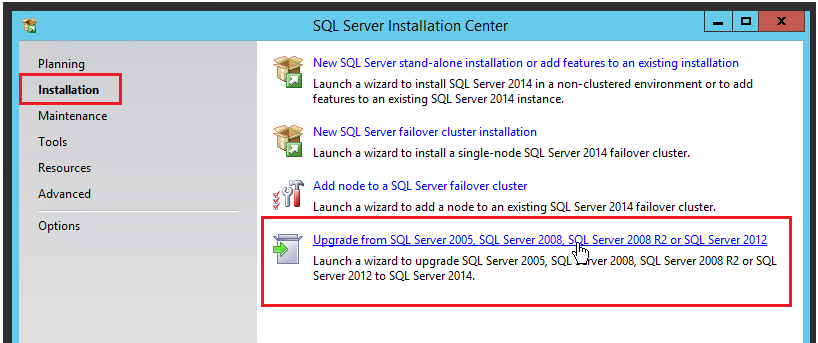 SQL Server Installation Center
Planning
Installation
Maintenance
Tools
Resources
Advanced
Options
New SQL Server stand-alone installation or add features to an existing installation
Launch a wizard to install SQL Server 2014 in a non-clustered environment or to add
features to an existing SQL Server 2014 instance.
New SQL Server failover cluster installation
Launch a wizard to install a single-node SQL Server 2014 failover cluster.
Add node to a SQL Server failover cluster
Launch a wizard to add a node to an existing SQL Server 2014 failover cluster.
Upgrade from SQL Server 2005, SQL Server 2008, SQL Server 2008 R2 or SQL Server 2012
Launch a wizard to upgrade SQL Server 2005, SQL Server 2008, SQL Server 2008 R2 or SQL
Server 2012 to SQL Server 2014.